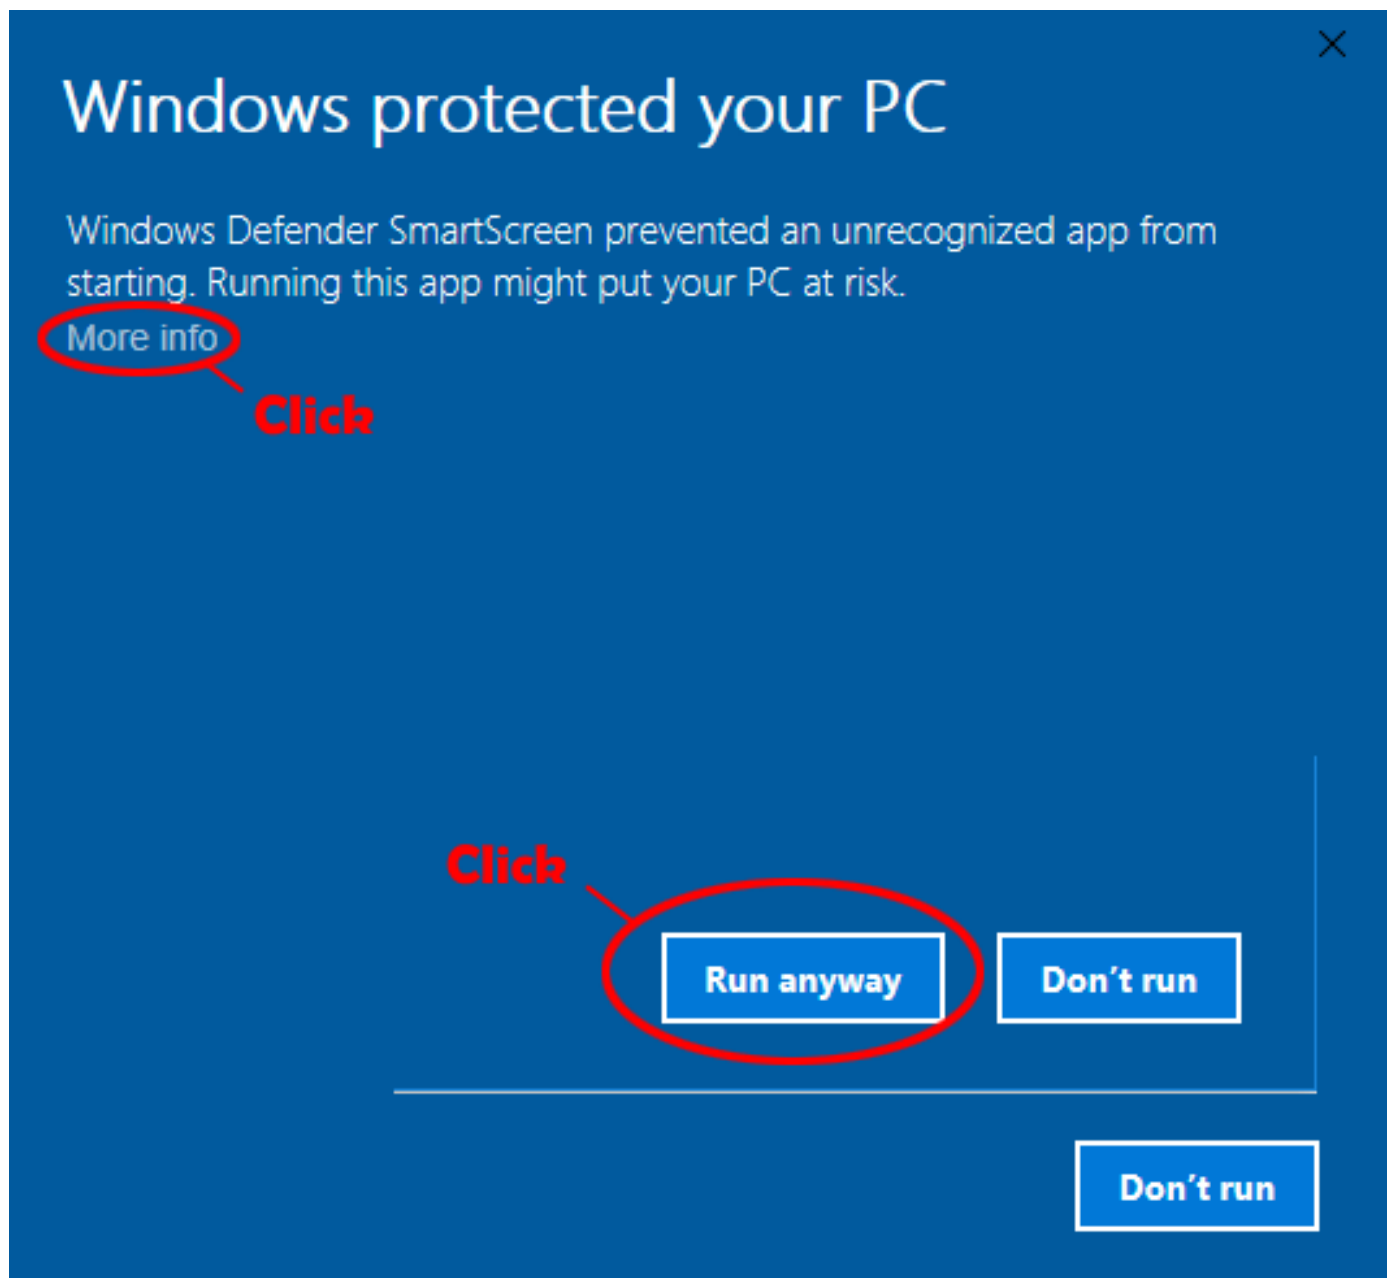 Windows protected your PC
Windows Defender SmartScreen prevented an unrecognized app from
starting. Running this app might put your PC at risk.
More info
Click
Click
Run anyway
Don't run
Don't run